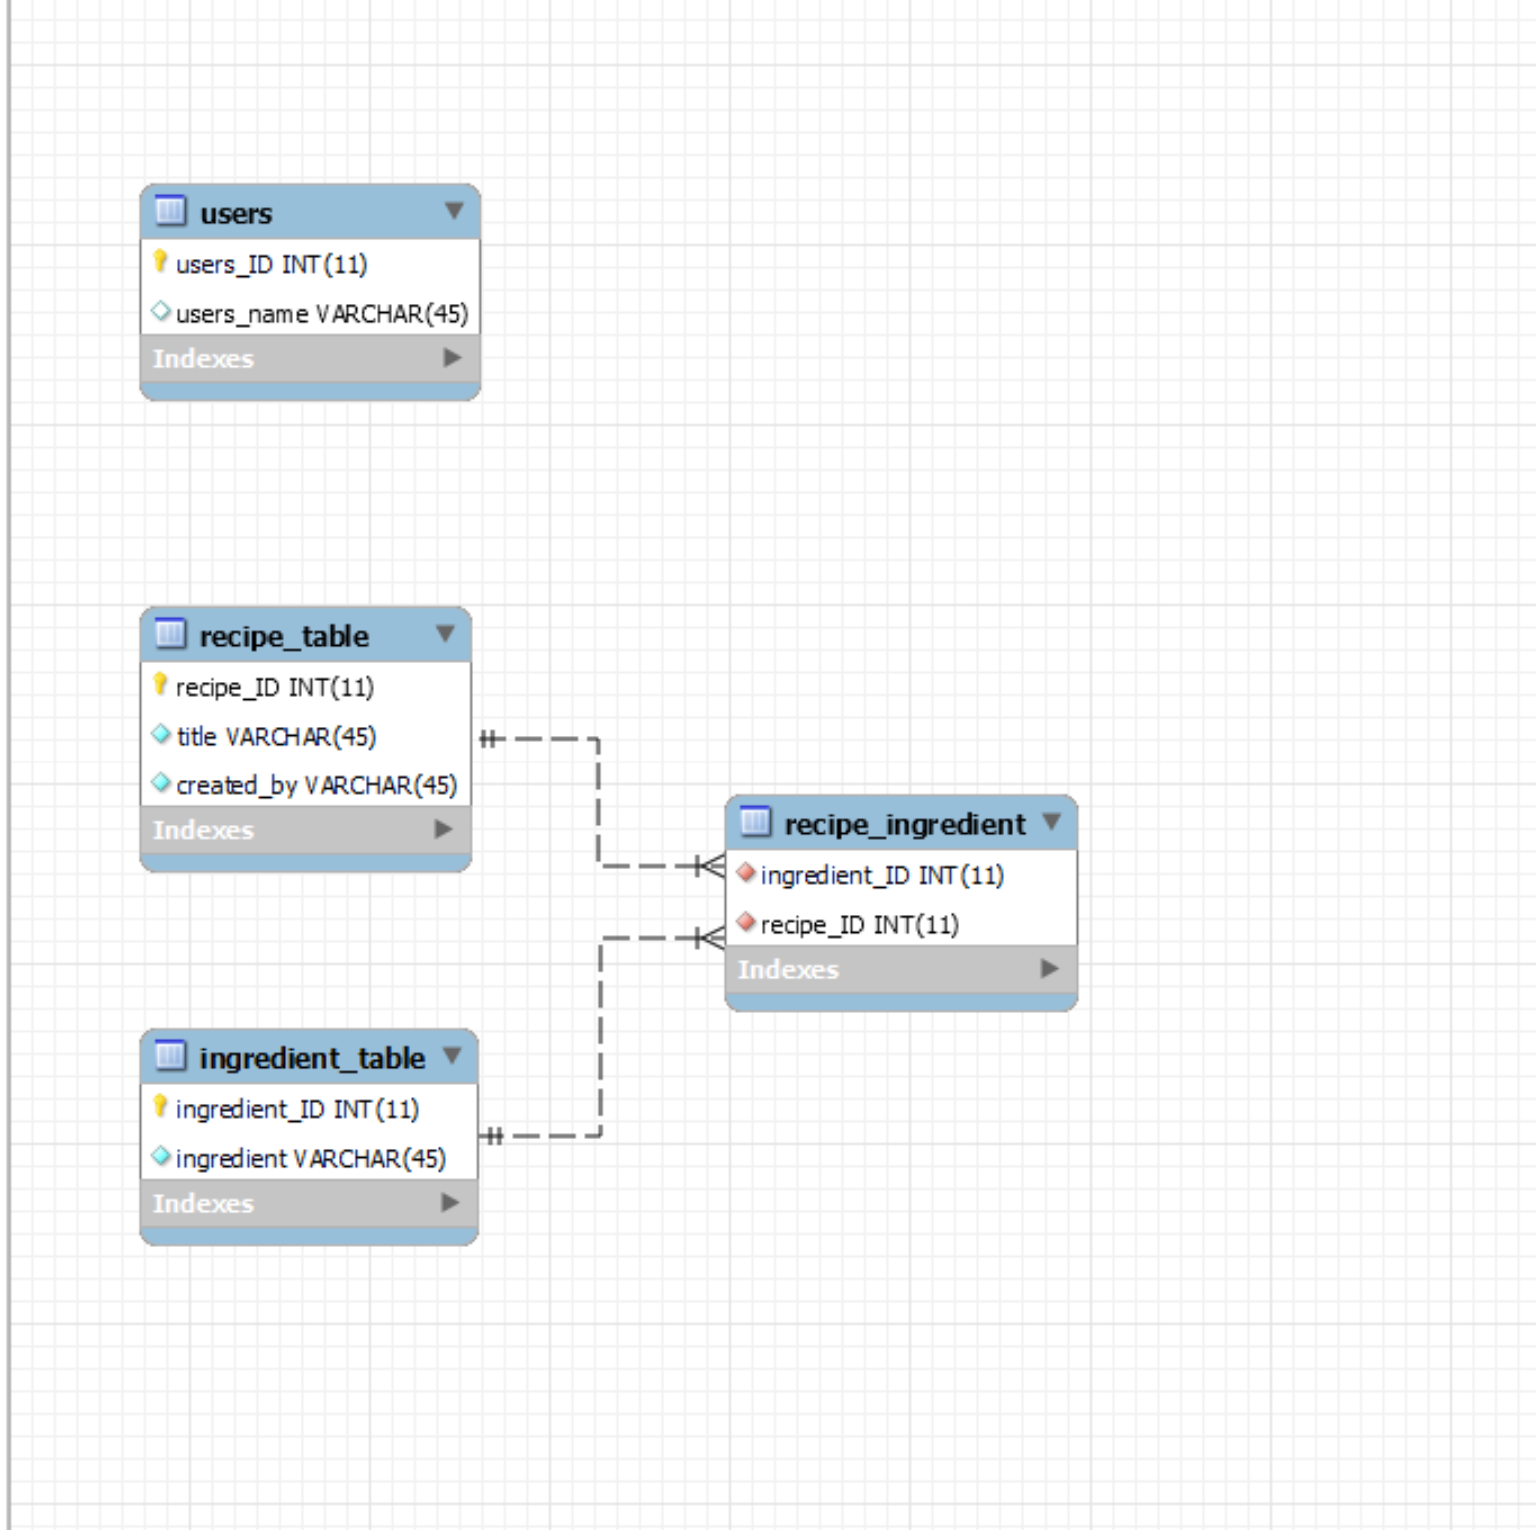 users
users_ID INT(11)
users_name VARCHAR(45)
Indexes
recipe_table
recipe_ID INT(11)
title VARCHAR(45)
created_by VARCHAR(45)
Indexes
recipe_ingredient
ingredient_ID INT(11)
recipe_ID INT(11)
Indexes
ingredient_table
ingredient_ID INT(11)
ingredient VARCHAR(45)
Indexes